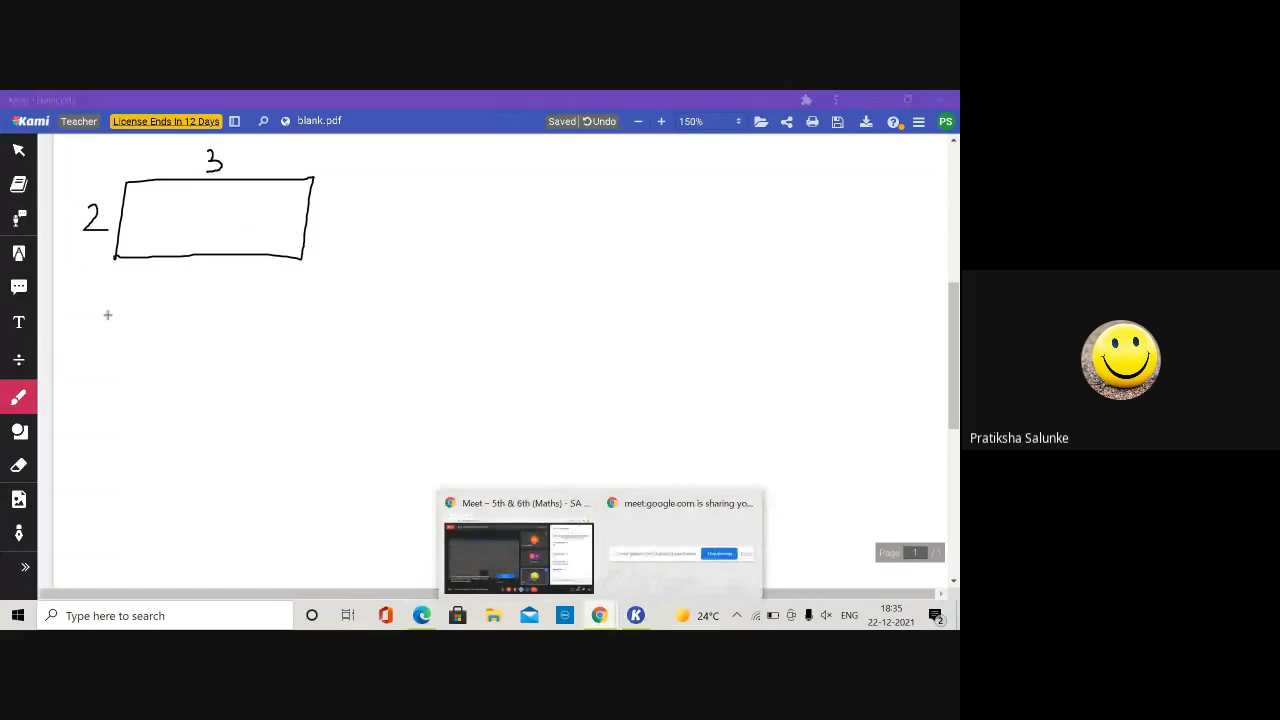 Kami Teacher License Ends In 12 Days blank.pdf Saved Undo 150% PS
3
2
T
Pratiksha Salunke
Meet – 5th & 6th (Maths) - SA ...
meet.google.com is sharing yo...
Page 1 / 1
Type here to search
24°C
ENG
18:35
22-12-2021
2